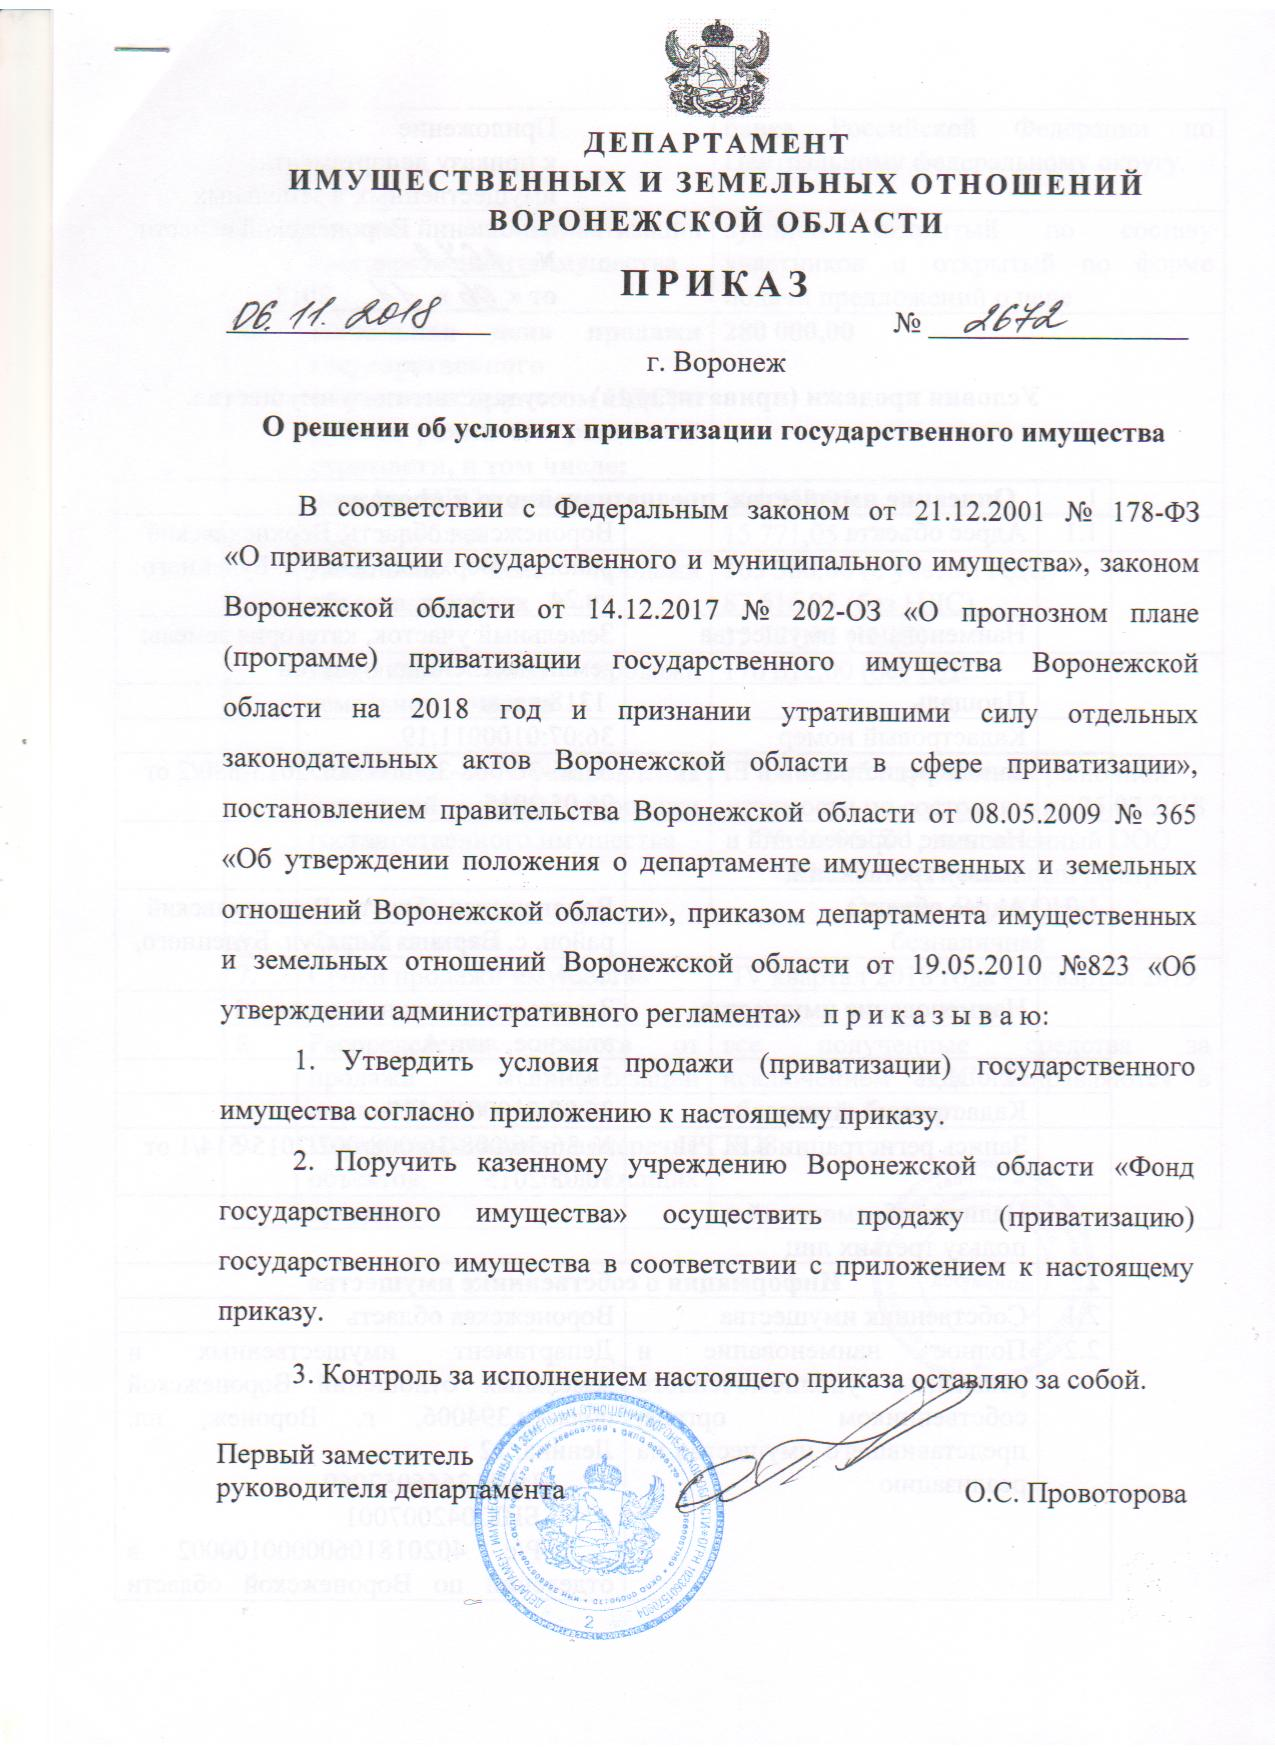 ДЕПАРТАМЕНТ
ИМУЩЕСТВЕННЫХ И ЗЕМЕЛЬНЫХ ОТНОШЕНИЙ
ВОРОНЕЖСКОЙ ОБЛАСТИ
ПРИКАЗ
06. 11. 2018 № 2672
г. Воронеж
О решении об условиях приватизации государственного имущества
В соответствии с Федеральным законом от 21.12.2001 № 178-ФЗ
«О приватизации государственного и муниципального имущества», законом
Воронежской области от 14.12.2017 № 202-ОЗ «О прогнозном плане
(программе) приватизации государственного имущества Воронежской
области на 2018 год и признании утратившими силу отдельных
законодательных актов Воронежской области в сфере приватизации»,
постановлением правительства Воронежской области от 08.05.2009 № 365
«Об утверждении положения о департаменте имущественных и земельных
отношений Воронежской области», приказом департамента имущественных
и земельных отношений Воронежской области от 19.05.2010 №823 «Об
утверждении административного регламента» п р и к а з ы в а ю:
1. Утвердить условия продажи (приватизации) государственного
имущества согласно приложению к настоящему приказу.
2. Поручить казенному учреждению Воронежской области «Фонд
государственного имущества» осуществить продажу (приватизацию)
государственного имущества в соответствии с приложением к настоящему
приказу.
3. Контроль за исполнением настоящего приказа оставляю за собой.
Первый заместитель
руководителя департамента О.С. Провоторова
2